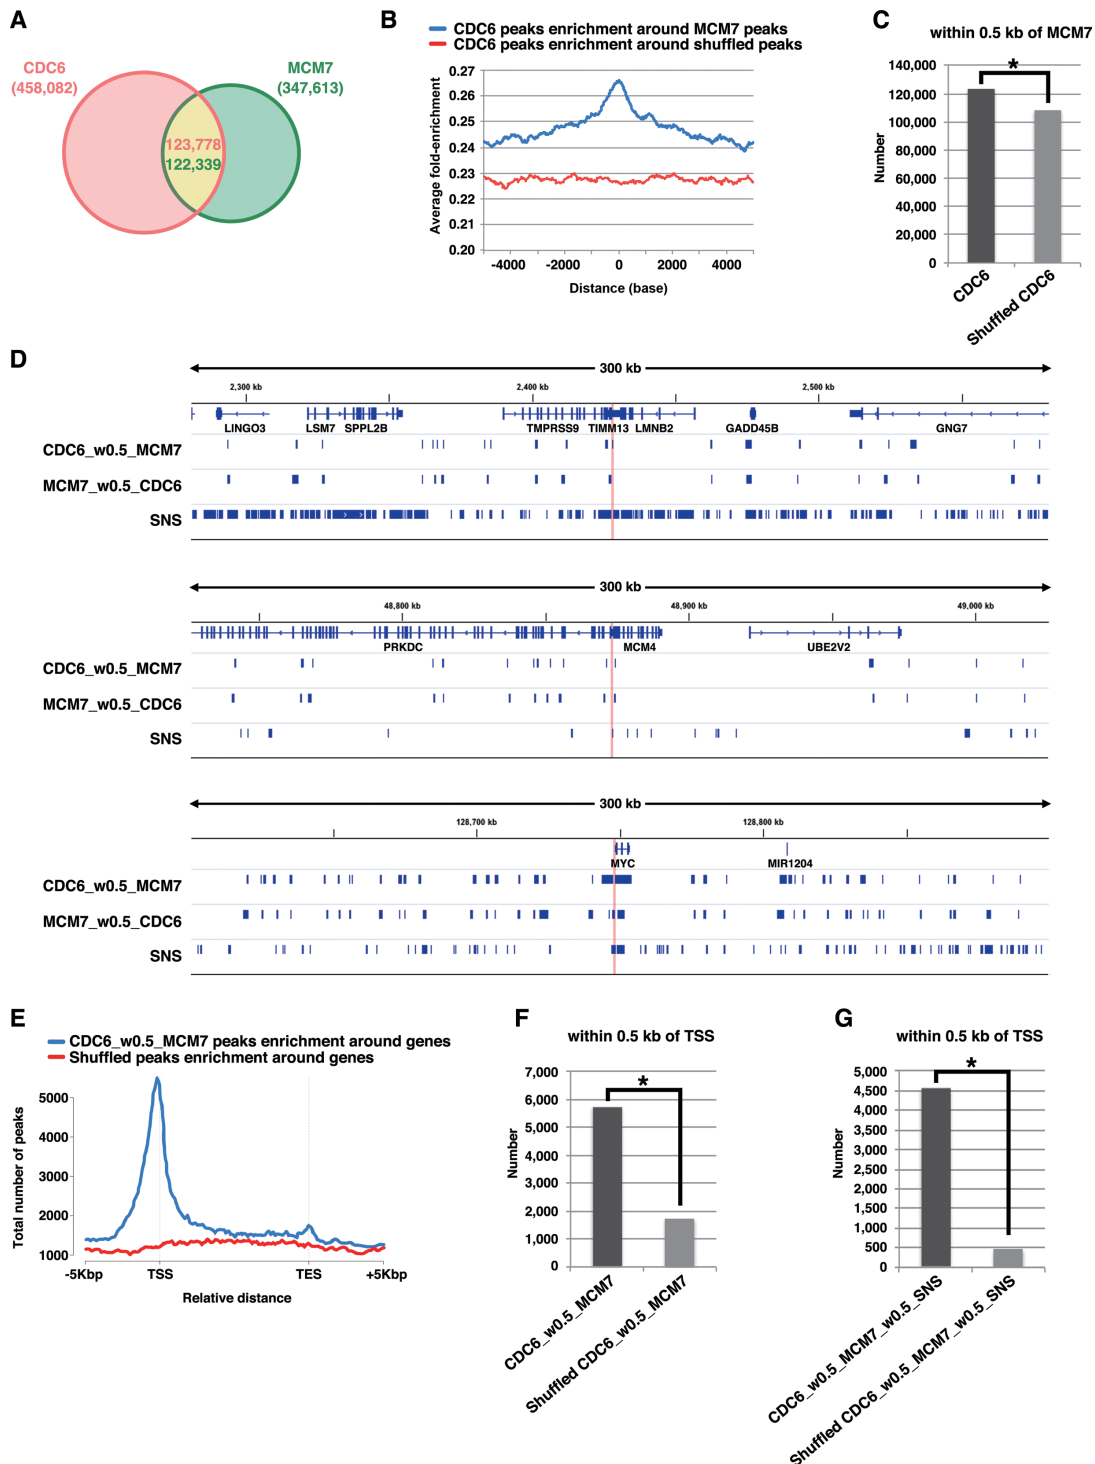 A
CDC6
(458,082)
MCM7
(347,613)
123,778
122,339
B
CDC6 peaks enrichment around MCM7 peaks
CDC6 peaks enrichment around shuffled peaks
Average fold-enrichment
0.27
0.26
0.25
0.24
0.23
0.22
0.21
0.20
-4000 -2000 0 2000 4000
Distance (base)
C
within 0.5 kb of MCM7
*
Number
140,000
120,000
100,000
80,000
60,000
40,000
20,000
0
CDC6
Shuffled CDC6
D
300 kb
2,300 kb 2,400 kb 2,500 kb
LINGO3 LSM7 SPPL2B TMPRSS9 TIMM13 LMNB2 GADD45B GNG7
CDC6_w0.5_MCM7
MCM7_w0.5_CDC6
SNS
300 kb
48,800 kb 48,900 kb 49,000 kb
PRKDC MCM4 UBE2V2
CDC6_w0.5_MCM7
MCM7_w0.5_CDC6
SNS
300 kb
128,700 kb 128,800 kb
MYC MIR1204
CDC6_w0.5_MCM7
MCM7_w0.5_CDC6
SNS
E
CDC6_w0.5_MCM7 peaks enrichment around genes
Shuffled peaks enrichment around genes
Total number of peaks
5000
4000
3000
2000
1000
-5Kbp TSS TES +5Kbp
Relative distance
F
within 0.5 kb of TSS
*
Number
7,000
6,000
5,000
4,000
3,000
2,000
1,000
0
CDC6_w0.5_MCM7
Shuffled CDC6_w0.5_MCM7
G
within 0.5 kb of TSS
*
Number
5,000
4,500
4,000
3,500
3,000
2,500
2,000
1,500
1,000
500
0
CDC6_w0.5_MCM7_w0.5_SNS
Shuffled CDC6_w0.5_MCM7_w0.5_SNS